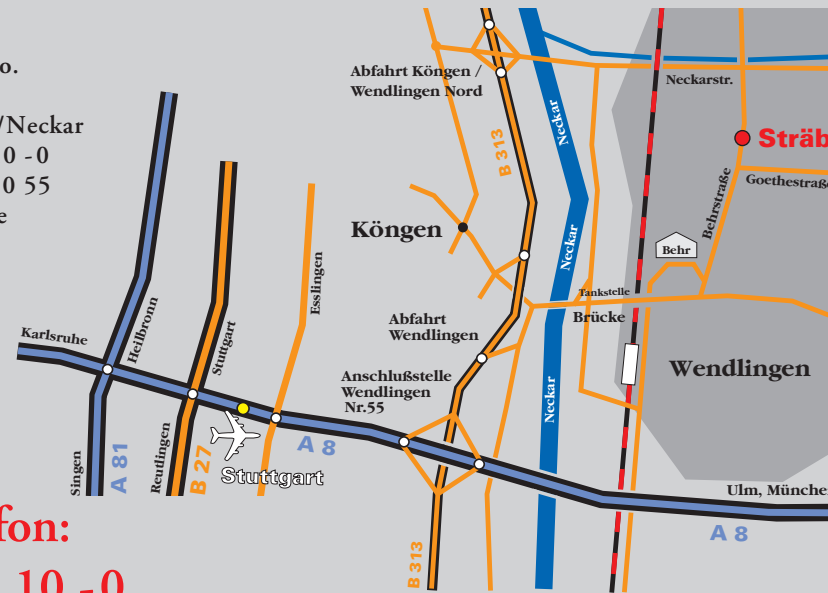 o.
/Neckar
0 -0
0 55
e
Abfahrt Köngen /
Wendlingen Nord
B 313
Neckar
Neckarstr.
Sträb
Goethestraße
Behrstraße
Behr
Köngen
Neckar
Tankstelle
Brücke
Wendlingen
Esslingen
Heilbronn
Stuttgart
Karlsruhe
Abfahrt
Wendlingen
Anschlußstelle
Wendlingen
Nr.55
Neckar
Singen
A 81
Reutlingen
B 27
Stuttgart
A 8
Ulm, Münche
A 8
B 313
fon:
10 -0